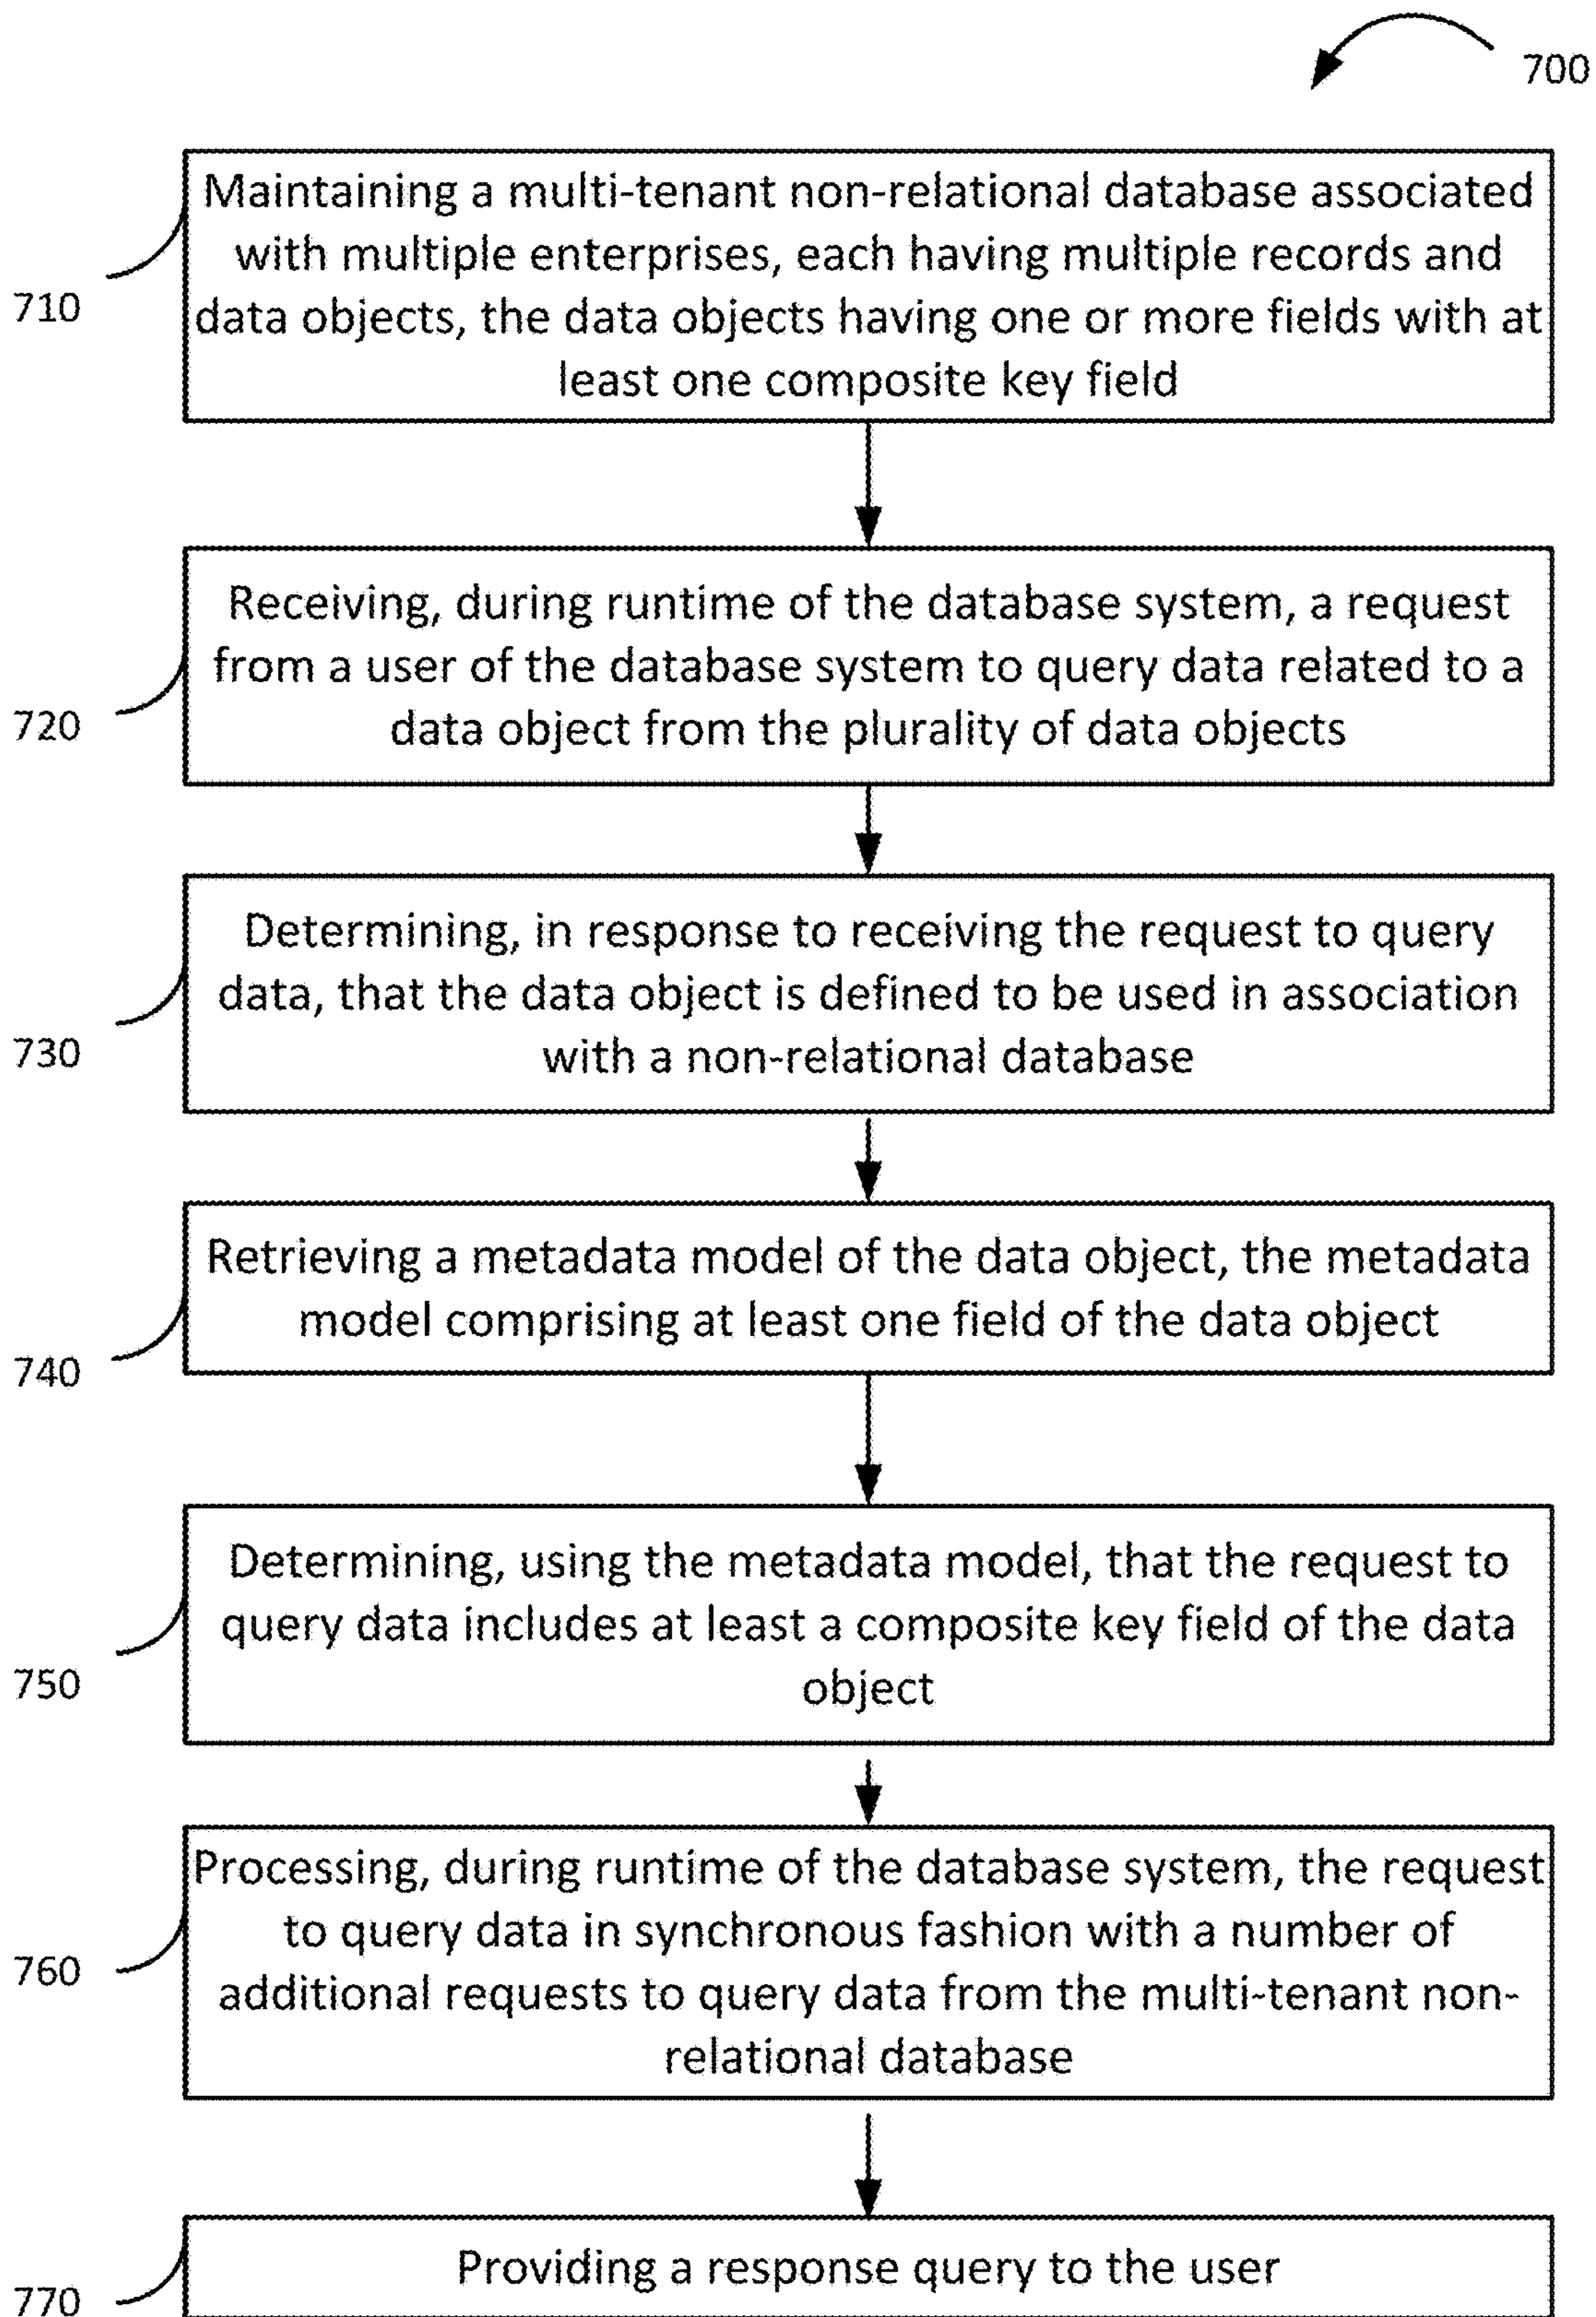 700
Maintaining a multi-tenant non-relational database associated
with multiple enterprises, each having multiple records and
data objects, the data objects having one or more fields with at
least one composite key field
710
Receiving, during runtime of the database system, a request
from a user of the database system to query data related to a
data object from the plurality of data objects
720
Determining, in response to receiving the request to query
data, that the data object is defined to be used in association
with a non-relational database
730
Retrieving a metadata model of the data object, the metadata
model comprising at least one field of the data object
740
Determining, using the metadata model, that the request to
query data includes at least a composite key field of the data
object
750
Processing, during runtime of the database system, the request
to query data in synchronous fashion with a number of
additional requests to query data from the multi-tenant non-
relational database
760
Providing a response query to the user
770